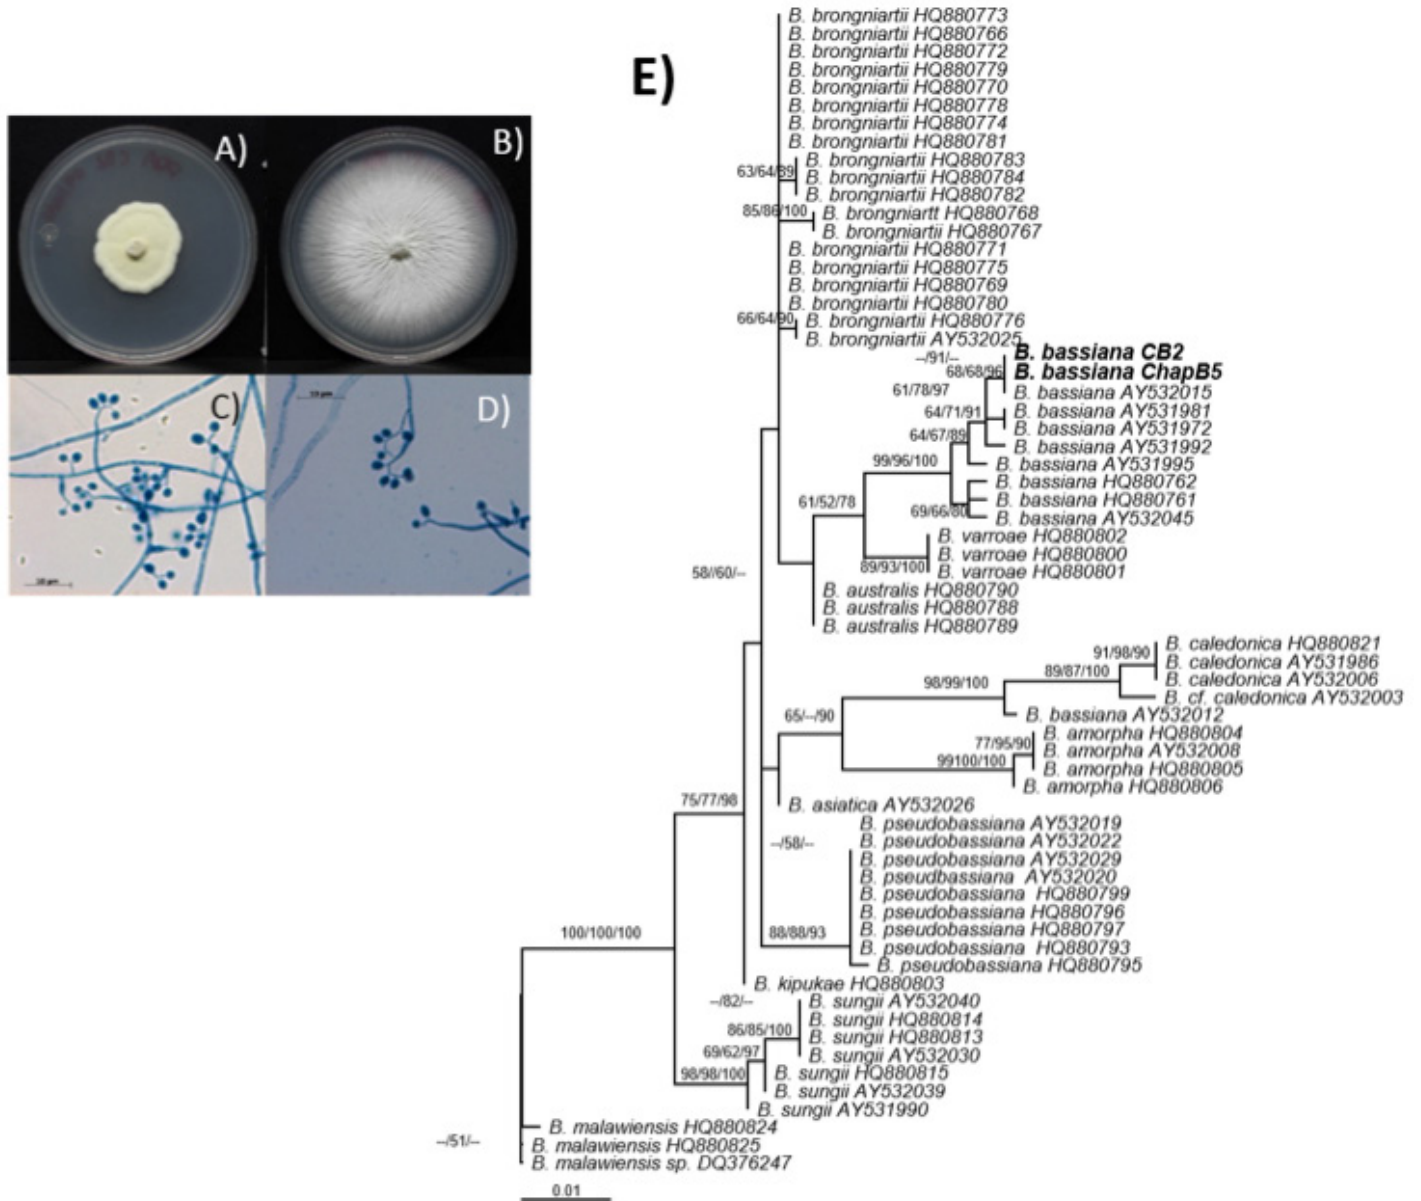 A)
B)
C)
D)
10 µm
10 µm
E)
B. brongniartii HQ880773
B. brongniartii HQ880766
B. brongniartii HQ880772
B. brongniartii HQ880779
B. brongniartii HQ880770
B. brongniartii HQ880778
B. brongniartii HQ880774
B. brongniartii HQ880781
B. brongniartii HQ880783
63/64/89
B. brongniartii HQ880784
B. brongniartii HQ880782
85/86/100
B. brongniartt HQ880768
B. brongniartii HQ880767
B. brongniartii HQ880771
B. brongniartii HQ880775
B. brongniartii HQ880769
B. brongniartii HQ880780
66/64/90
B. brongniartii HQ880776
B. brongniartii AY532025
--/91/--
B. bassiana CB2
68/68/96
B. bassiana ChapB5
61/78/97
B. bassiana AY532015
64/71/91
B. bassiana AY531981
B. bassiana AY531972
64/67/89
B. bassiana AY531992
99/96/100
B. bassiana AY531995
B. bassiana HQ880762
61/52/78
B. bassiana HQ880761
69/66/80
B. bassiana AY532045
B. varroae HQ880802
B. varroae HQ880800
89/93/100
B. varroae HQ880801
58//60/--
B. australis HQ880790
B. australis HQ880788
B. australis HQ880789
B. caledonica HQ880821
91/98/90
B. caledonica AY531986
89/87/100
B. caledonica AY532006
98/99/100
B. cf. caledonica AY532003
65/--/90
B. bassiana AY532012
B. amorpha HQ880804
77/95/90
B. amorpha AY532008
99100/100
B. amorpha HQ880805
B. amorpha HQ880806
75/77/98
B. asiatica AY532026
B. pseudobassiana AY532019
--/58/--
B. pseudobassiana AY532022
B. pseudobassiana AY532029
B. pseudbassiana AY532020
B. pseudobassiana HQ880799
B. pseudobassiana HQ880796
100/100/100
88/88/93
B. pseudobassiana HQ880797
B. pseudobassiana HQ880793
B. pseudobassiana HQ880795
B. kipukae HQ880803
--/82/--
B. sungii AY532040
B. sungii HQ880814
86/85/100
B. sungii HQ880813
69/62/97
B. sungii AY532030
98/98/100
B. sungii HQ880815
B. sungii AY532039
B. sungii AY531990
B. malawiensis HQ880824
--/51/--
B. malawiensis HQ880825
B. malawiensis sp. DQ376247
0.01